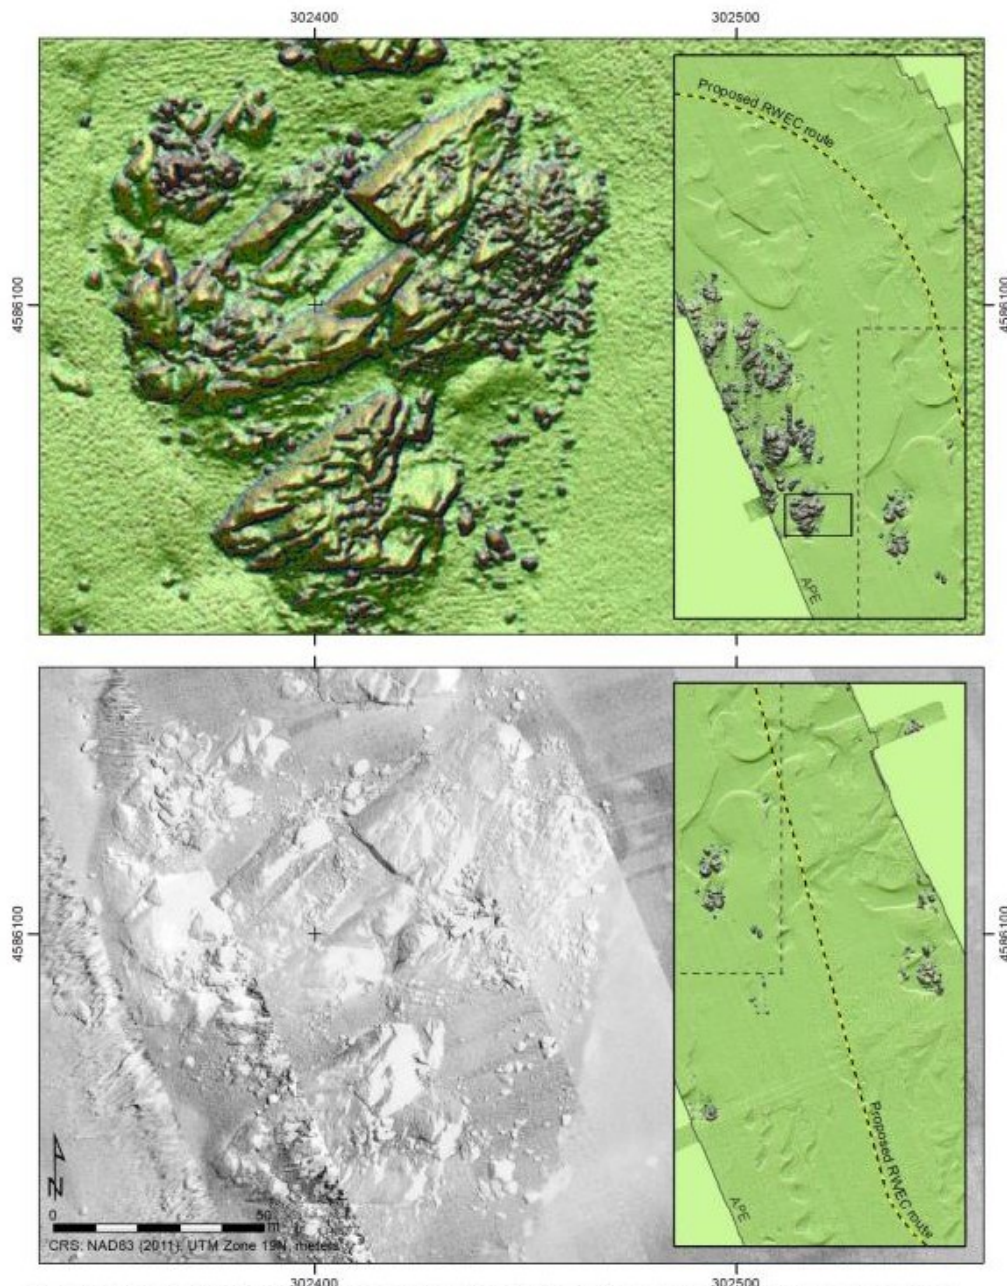 302400
302500
4586100
4586100
Proposed RWEC route
APE
4586100
4586100
Proposed RWEC route
APE
N
0
50
m
CRS: NAD83 (2011), UTM Zone 19N, meters
302400
302500